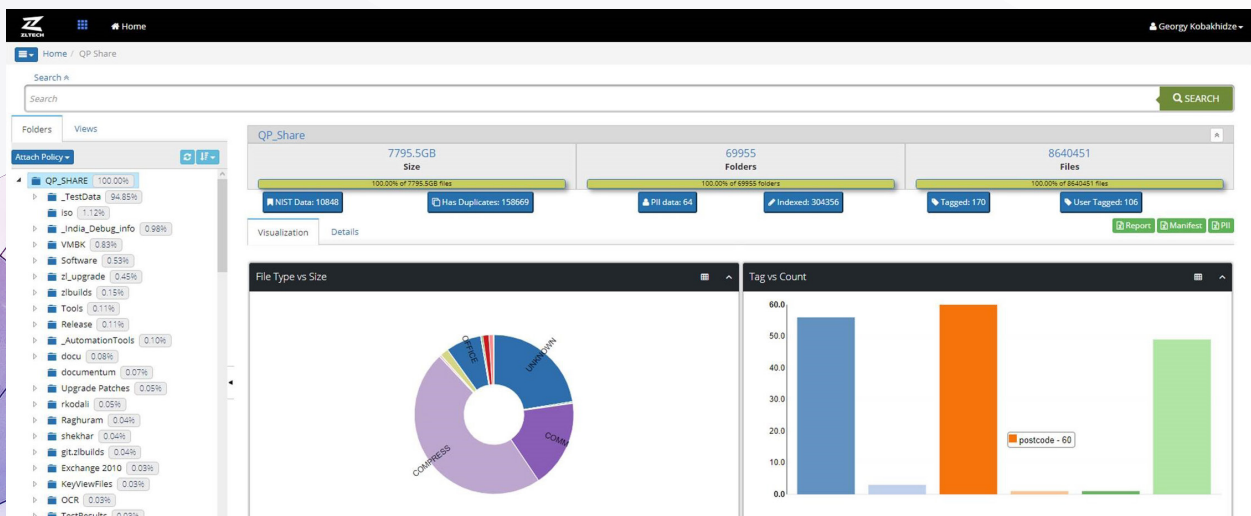 ZLTECH
Home
Georgy Kobakhidze
Home / QP Share
Search
Search
SEARCH
Folders Views
Attach Policy
QP_SHARE 100.00%
_TestData 94.85%
iso 1.12%
_India_Debug_info 0.98%
VMBK 0.83%
Software 0.53%
zl_upgrade 0.45%
zlbuilds 0.15%
Tools 0.11%
Release 0.11%
_AutomationTools 0.10%
docu 0.08%
documentum 0.07%
Upgrade Patches 0.05%
rkodali 0.05%
Raghuram 0.04%
shekhar 0.04%
git.zlbuilds 0.04%
Exchange 2010 0.03%
KeyViewFiles 0.03%
OCR 0.03%
TestResults 0.03%
QP_Share
7795.5GB 69955 8640451
Size Folders Files
100.00% of 7795.5GB files 100.00% of 69955 folders 100.00% of 8640451 files
NIST Data: 10848 Has Duplicates: 158669 PII data: 64 Indexed: 304356 Tagged: 170 User Tagged: 106
Visualization Details Report Manifest PII
File Type vs Size
OFFICE
UNKNOWN
COMM
COMPRESS
Tag vs Count
60.0
50.0
40.0
30.0
20.0
postcode - 60
10.0
0.0